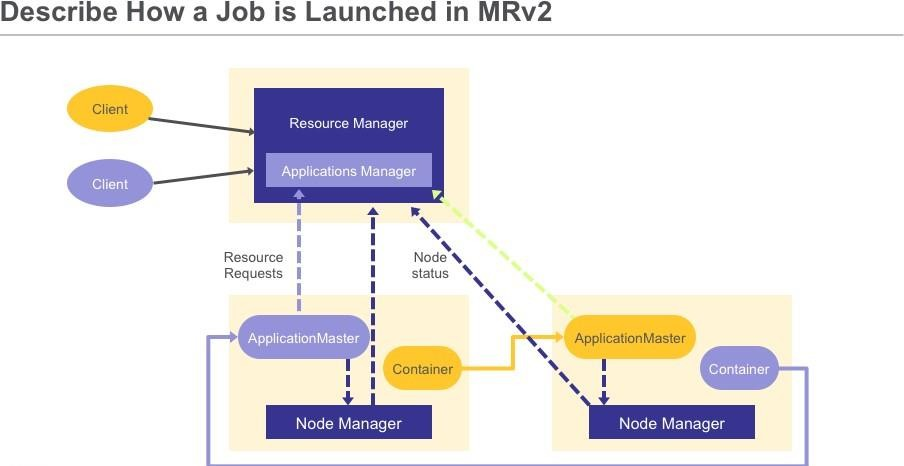 Describe How a Job is Launched in MRv2
Client
Resource Manager
Client
Applications Manager
Resource
Requests
Node
status
ApplicationMaster
ApplicationMaster
Container
Container
Node Manager
Node Manager